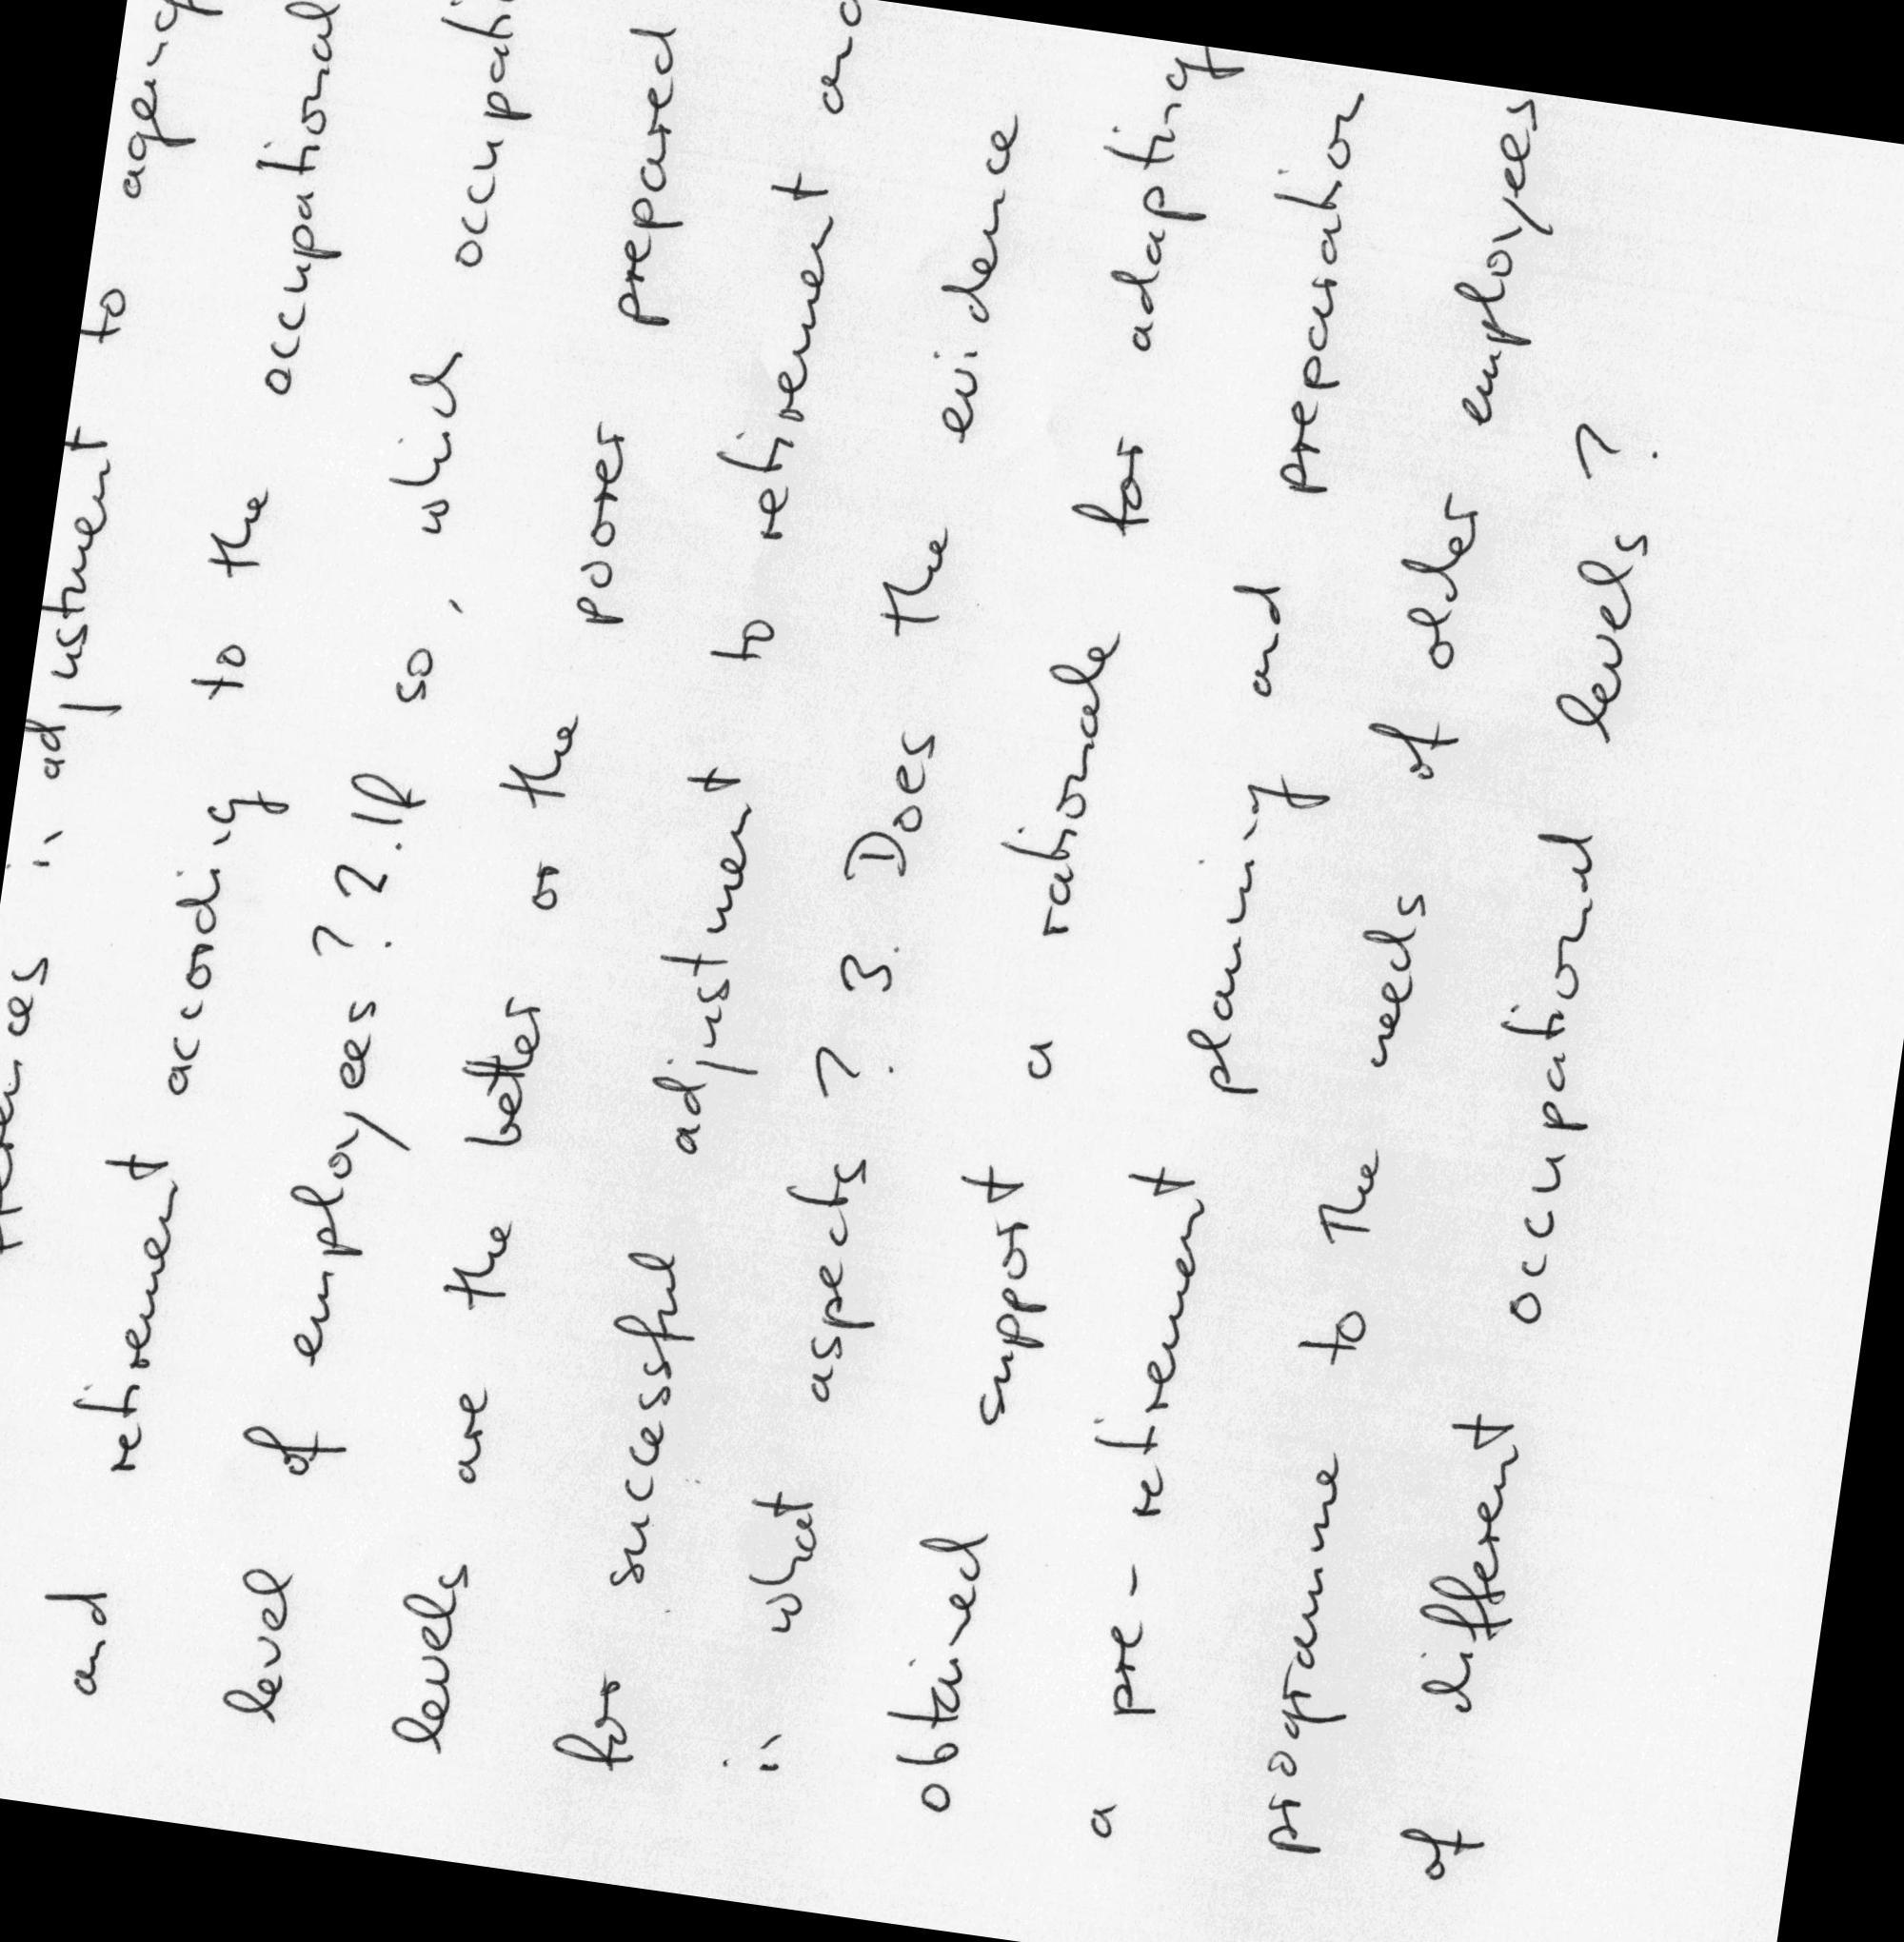 in adjustment to ageing
and retirement according to the occupational
level of employees ? 2. If so, which
levels are the better or the poorer prepared
for successful adjustment to retirement and
in what aspects ? 3. Does the evidence
obtained support a rationale for adapting
a pre-retirement planning and preparation
programme to the needs of older employees
of different occupational levels ?